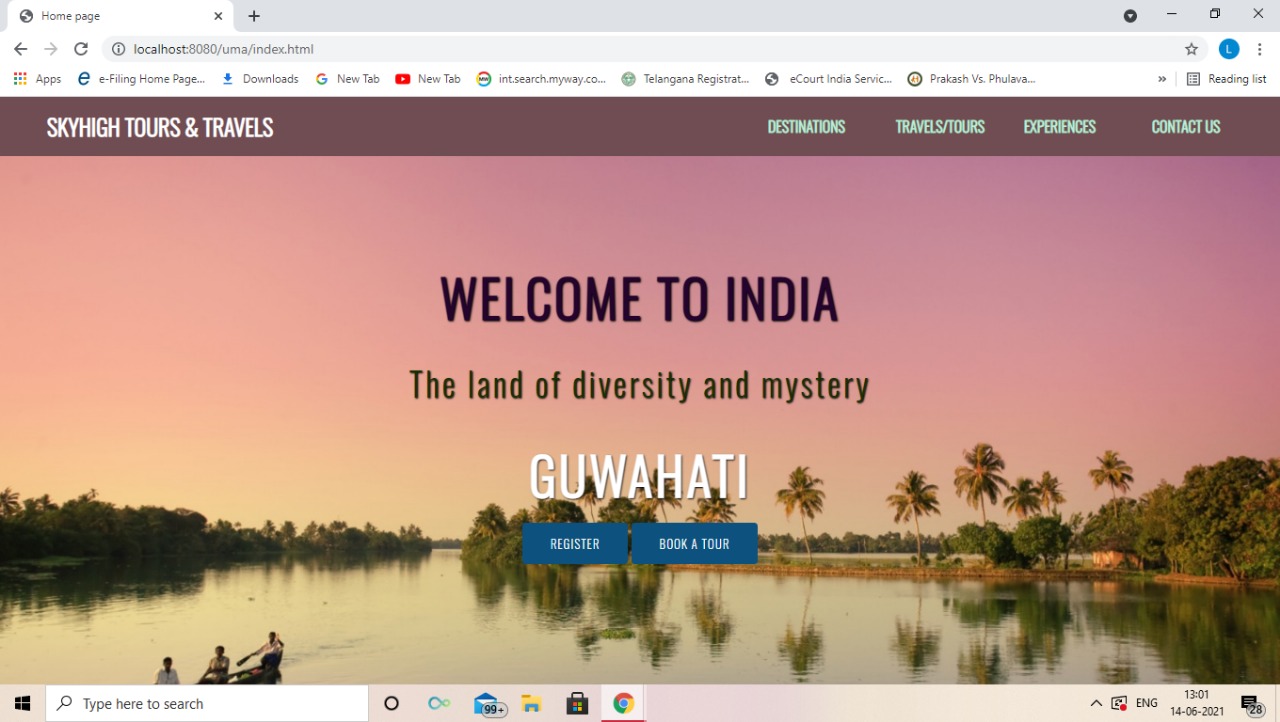 Home page
localhost:8080/uma/index.html
Apps e-Filing Home Page... Downloads New Tab New Tab int.search.myway.co... Telangana Registrat... eCourt India Servic... Prakash Vs. Phulava... » Reading list
L
SKYHIGH TOURS & TRAVELS DESTINATIONS TRAVELS/TOURS EXPERIENCES CONTACT US
WELCOME TO INDIA
The land of diversity and mystery
GUWAHATI
REGISTER BOOK A TOUR
Type here to search 99+ ENG 13:01
14-06-2021 28